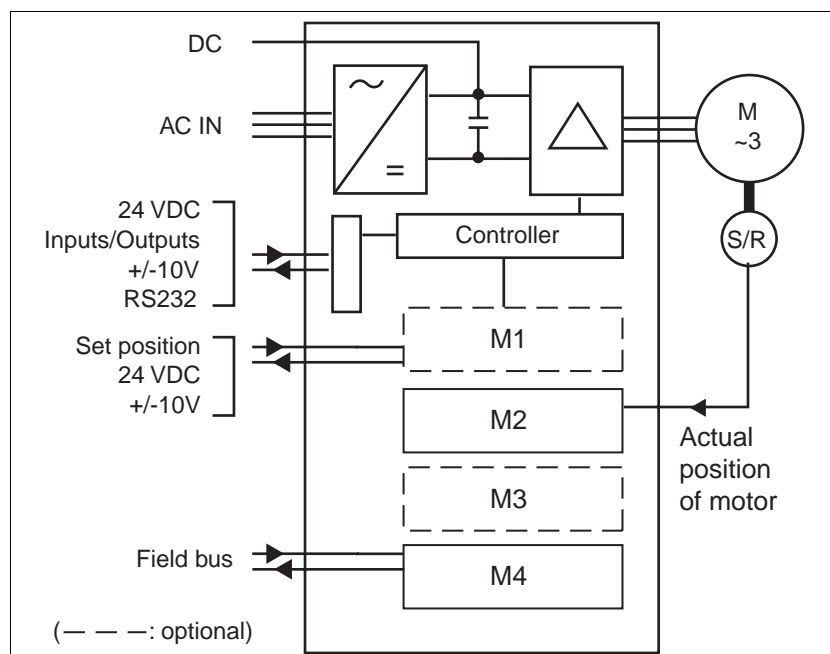 DC
AC IN
M
~3
24 VDC
Inputs/Outputs
+/-10V
RS232
Controller
S/R
Set position
24 VDC
+/-10V
M1
M2
Actual
position
of motor
M3
Field bus
M4
(— — —: optional)